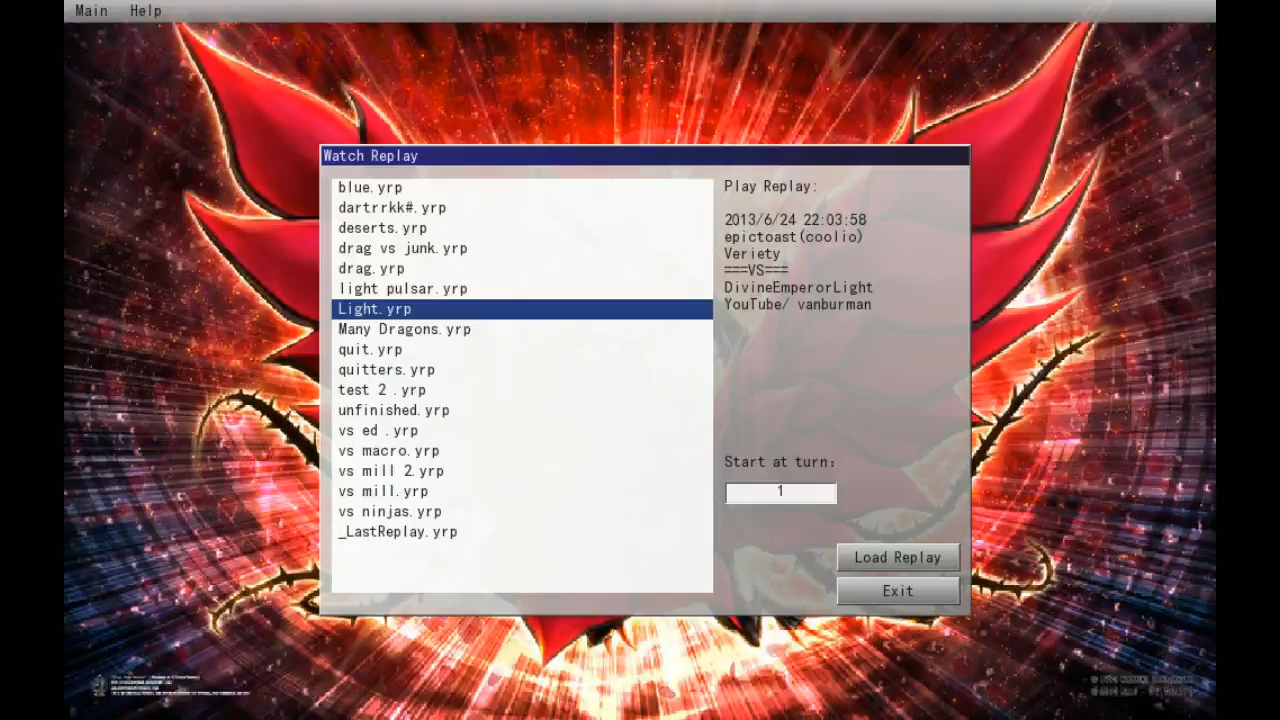 Main Help
Watch Replay
blue.yrp
dartrrkk#.yrp
deserts.yrp
drag vs junk.yrp
drag.yrp
light pulsar.yrp
Light.yrp
Many Dragons.yrp
quit.yrp
quitters.yrp
test 2 .yrp
unfinished.yrp
vs ed .yrp
vs macro.yrp
vs mill 2.yrp
vs mill.yrp
vs ninjas.yrp
_LastReplay.yrp
Play Replay:
2013/6/24 22:03:58
epictoast(coolio)
Veriety
===VS===
DivineEmperorLight
YouTube/ vanburman
Start at turn:
1
Load Replay
Exit